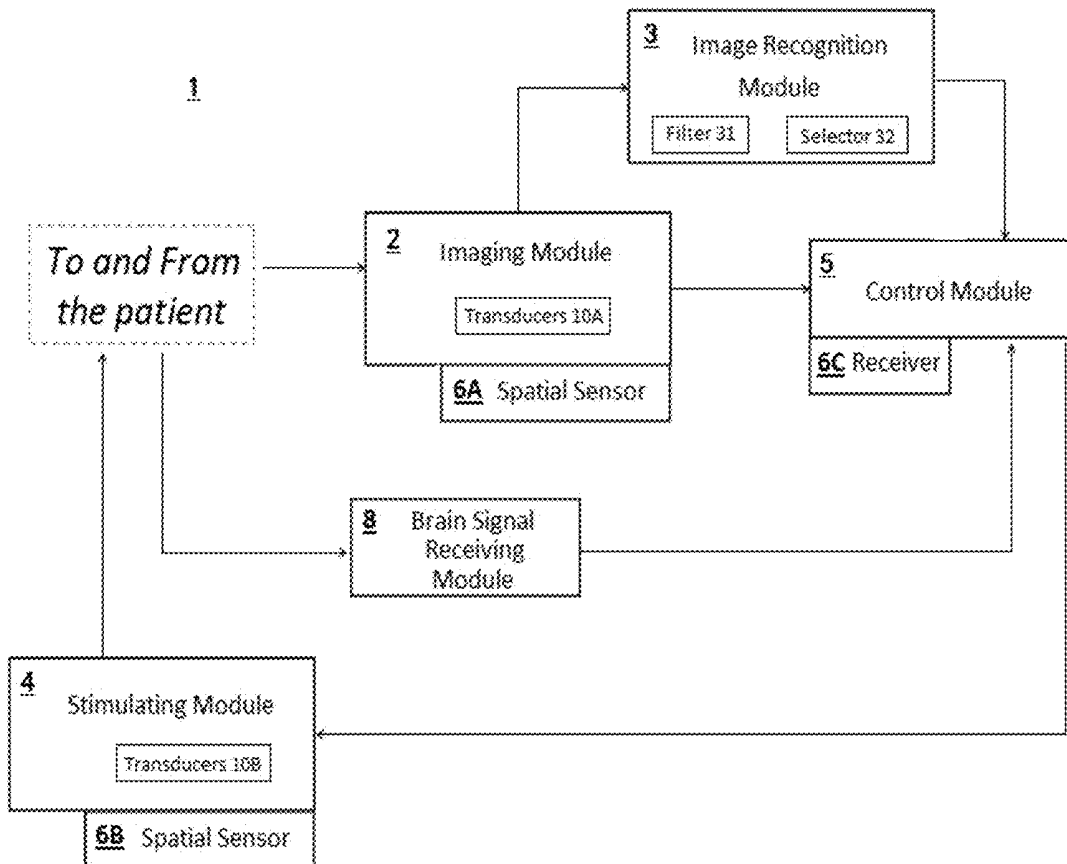 1
3 Image Recognition
Module
Filter 31
Selector 32
To and From
the patient
2 Imaging Module
Transducers 10A
6A Spatial Sensor
5 Control Module
6C Receiver
8 Brain Signal
Receiving
Module
4 Stimulating Module
Transducers 10B
6B Spatial Sensor